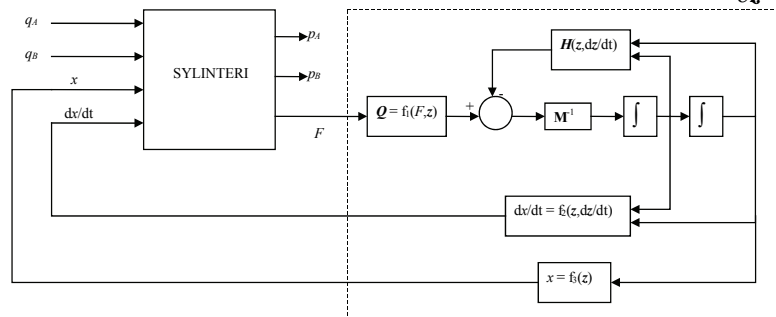 q_A
q_B
x
dx/dt
SYLINTERI
p_A
p_B
F
Q = f₁(F,z)
+
-
H(z,dz/dt)
M⁻¹
∫
∫
dx/dt = f₂(z,dz/dt)
x = f₃(z)